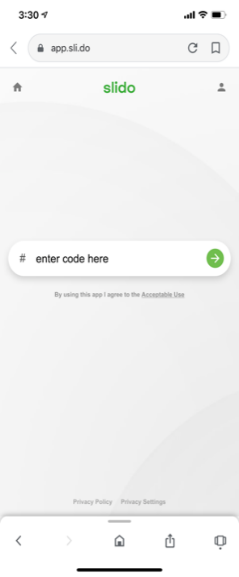 3:30
app.sli.do
slido
# enter code here
By using this app I agree to the Acceptable Use
Privacy Policy Privacy Settings